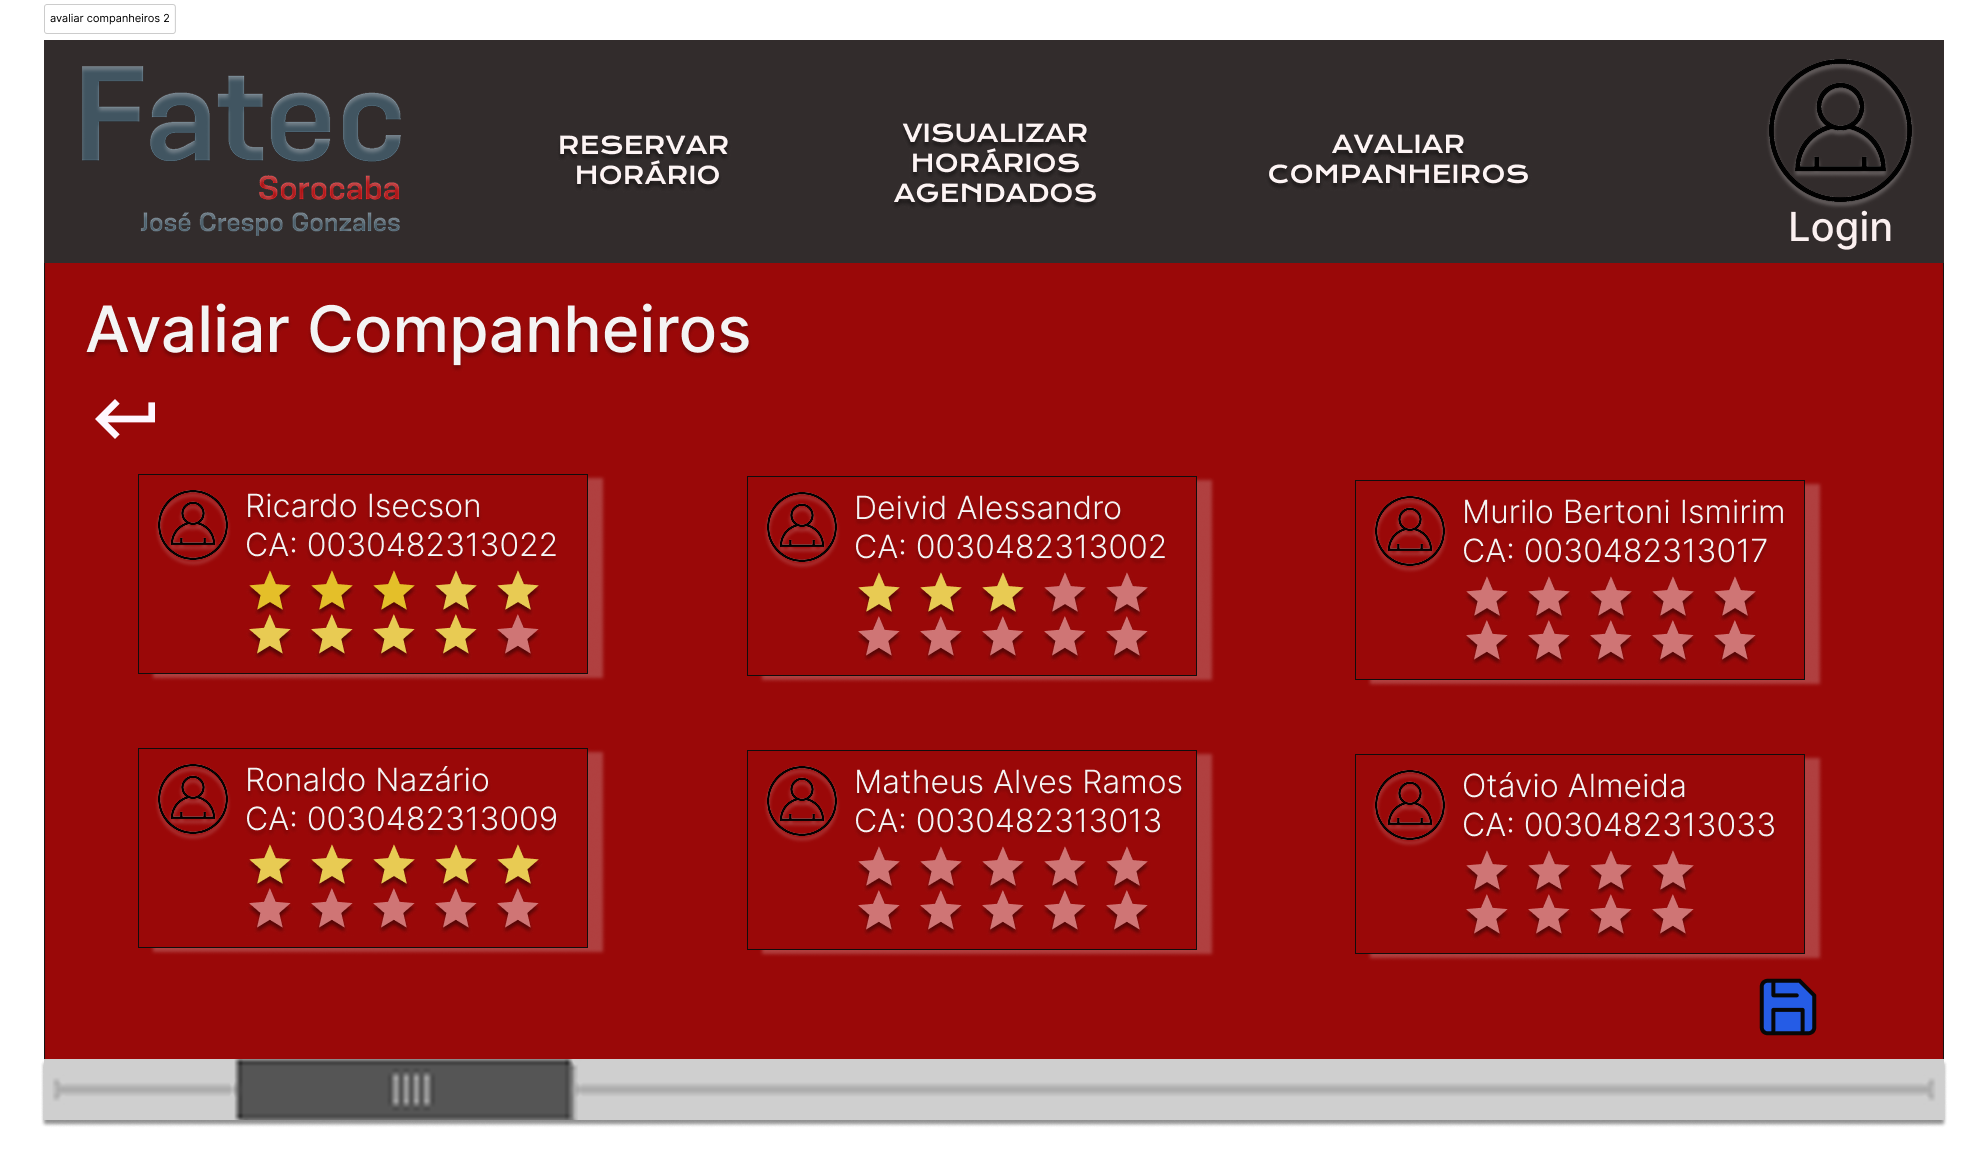 avaliar companheiros 2
Fatec
Sorocaba
José Crespo Gonzales
RESERVAR
HORÁRIO
VISUALIZAR
HORÁRIOS
AGENDADOS
AVALIAR
COMPANHEIROS
Login
Avaliar Companheiros
Ricardo Isecson
CA: 0030482313022
Deivid Alessandro
CA: 0030482313002
Murilo Bertoni Ismirim
CA: 0030482313017
Ronaldo Nazário
CA: 0030482313009
Matheus Alves Ramos
CA: 0030482313013
Otávio Almeida
CA: 0030482313033